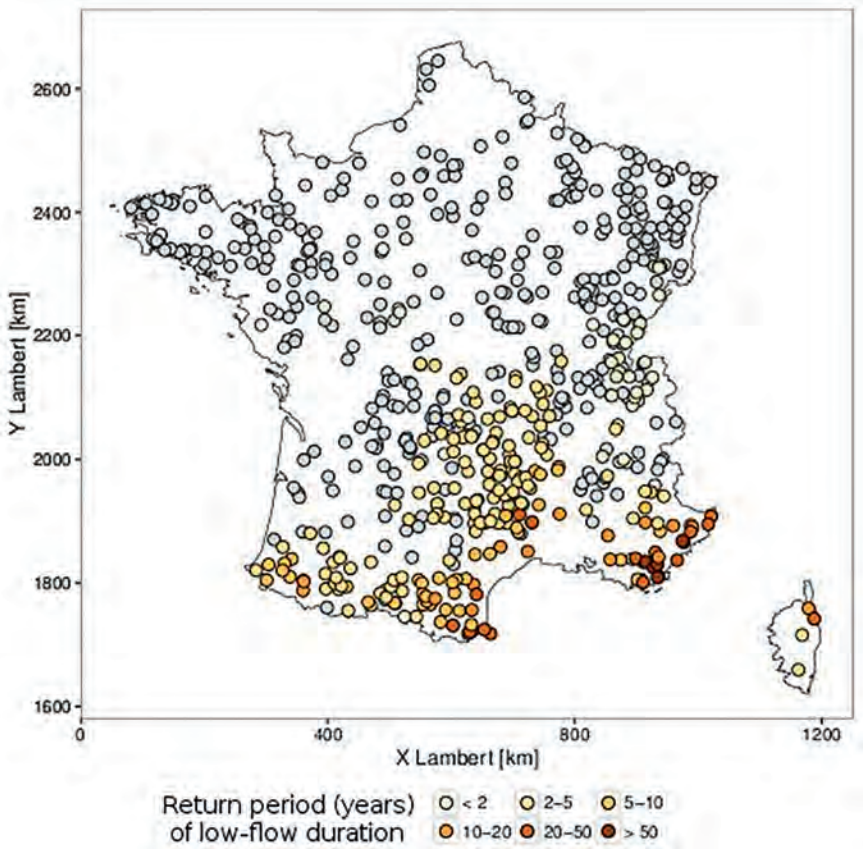 2600
2400
2200
2000
1800
1600
Y Lambert [km]
0 400 800 1200
X Lambert [km]
Return period (years) of low-flow duration
< 2 2–5 5–10
10–20 20–50 > 50